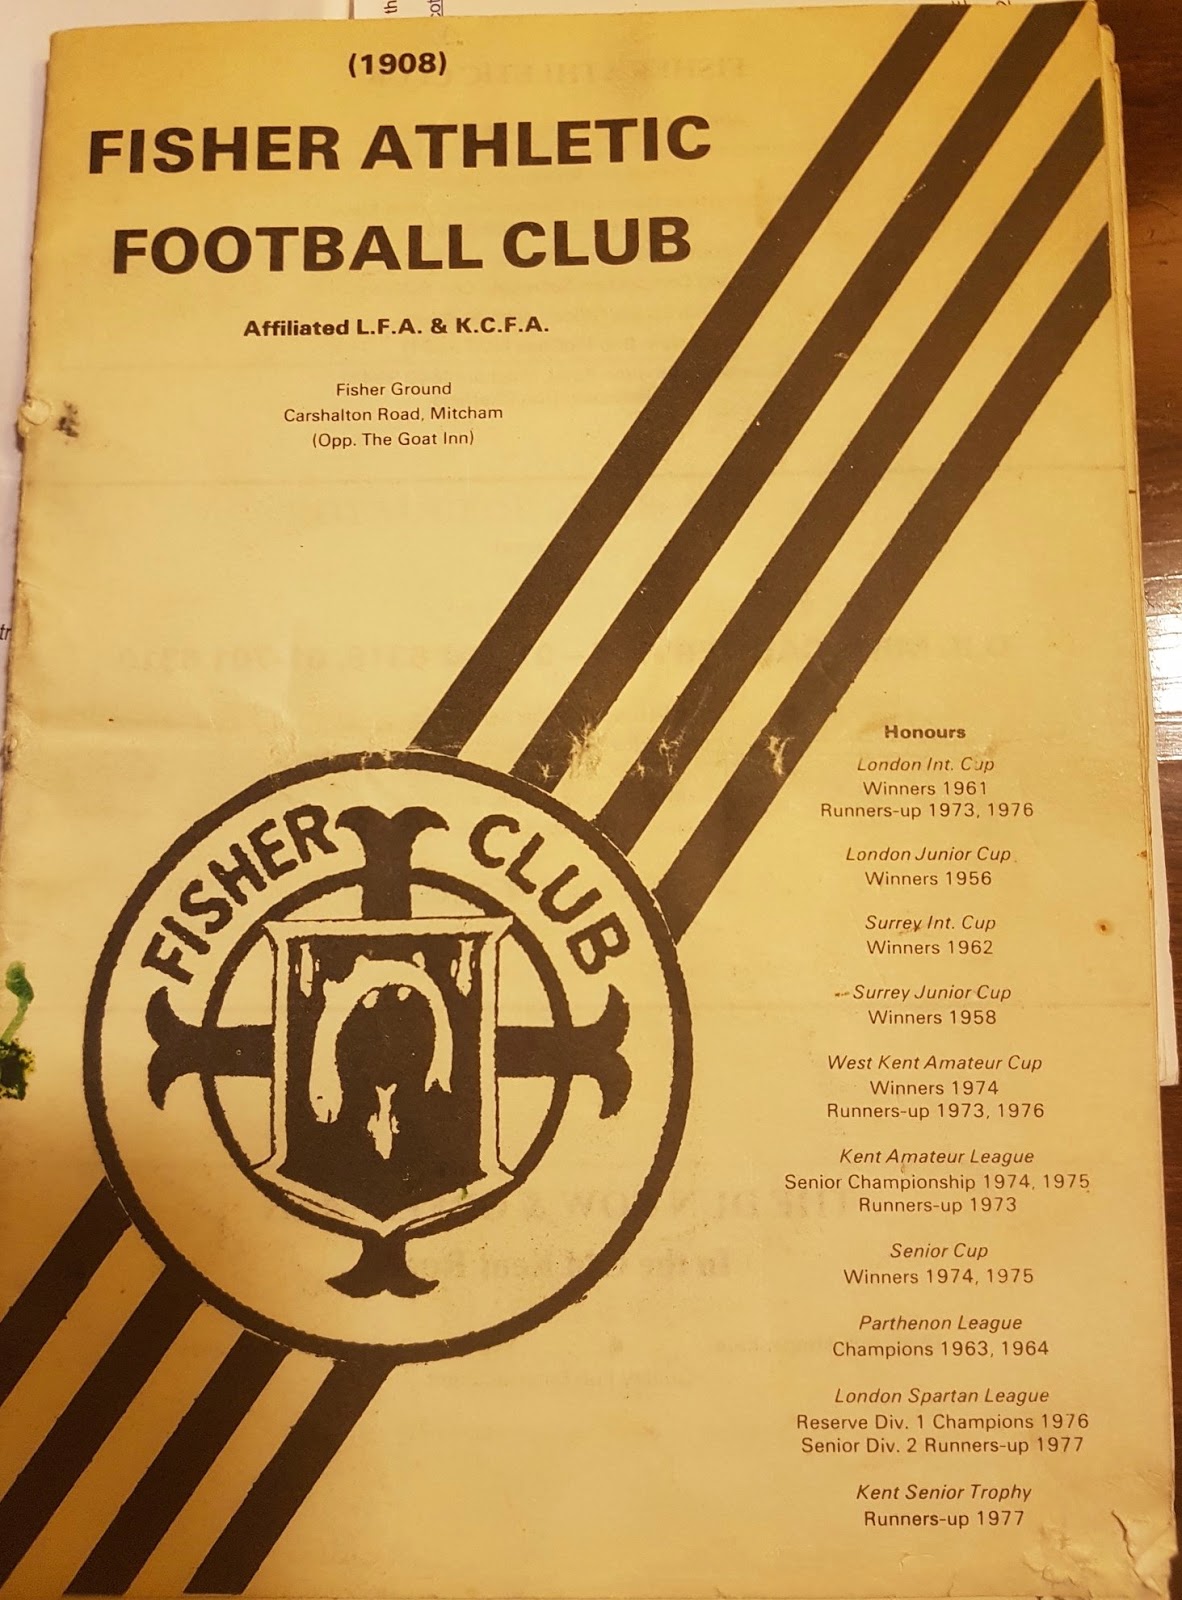 (1908)
FISHER ATHLETIC
FOOTBALL CLUB
Affiliated L.F.A. & K.C.F.A.
Fisher Ground
Carshalton Road, Mitcham
(Opp. The Goat Inn)
FISHER CLUB
Honours
London Int. Cup
Winners 1961
Runners-up 1973, 1976
London Junior Cup
Winners 1956
Surrey Int. Cup
Winners 1962
Surrey Junior Cup
Winners 1958
West Kent Amateur Cup
Winners 1974
Runners-up 1973, 1976
Kent Amateur League
Senior Championship 1974, 1975
Runners-up 1973
Senior Cup
Winners 1974, 1975
Parthenon League
Champions 1963, 1964
London Spartan League
Reserve Div. 1 Champions 1976
Senior Div. 2 Runners-up 1977
Kent Senior Trophy
Runners-up 1977